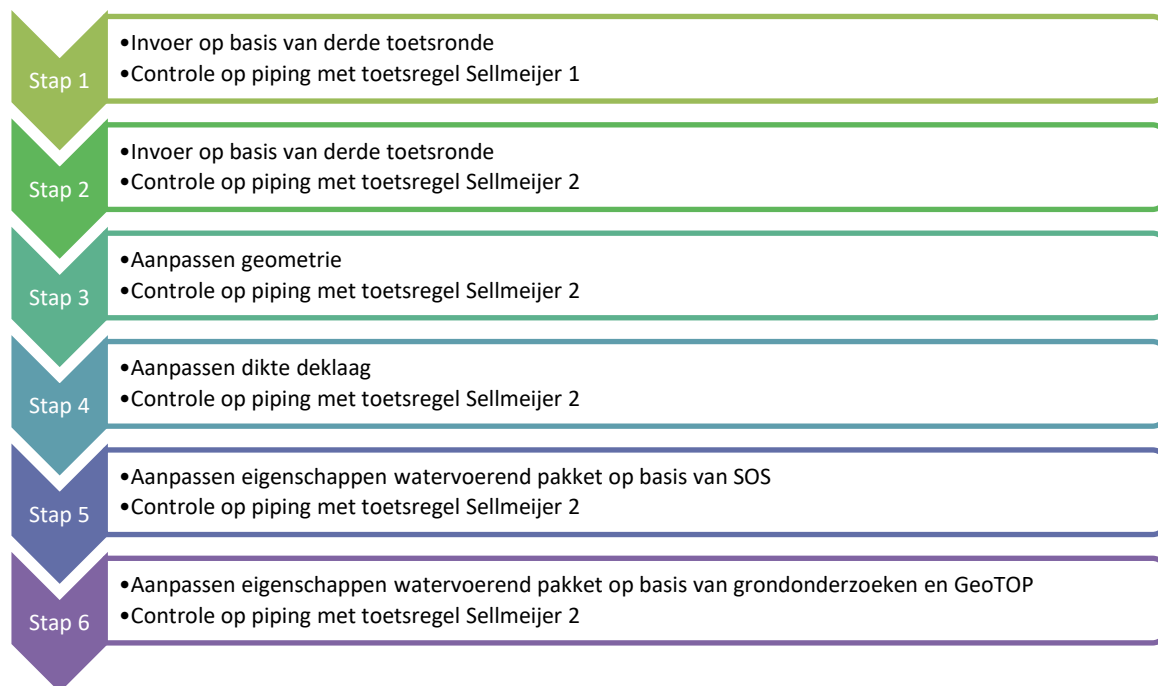 Stap 1
•Invoer op basis van derde toetsronde
•Controle op piping met toetsregel Sellmeijer 1
Stap 2
•Invoer op basis van derde toetsronde
•Controle op piping met toetsregel Sellmeijer 2
Stap 3
•Aanpassen geometrie
•Controle op piping met toetsregel Sellmeijer 2
Stap 4
•Aanpassen dikte deklaag
•Controle op piping met toetsregel Sellmeijer 2
Stap 5
•Aanpassen eigenschappen watervoerend pakket op basis van SOS
•Controle op piping met toetsregel Sellmeijer 2
Stap 6
•Aanpassen eigenschappen watervoerend pakket op basis van grondonderzoeken en GeoTOP
•Controle op piping met toetsregel Sellmeijer 2